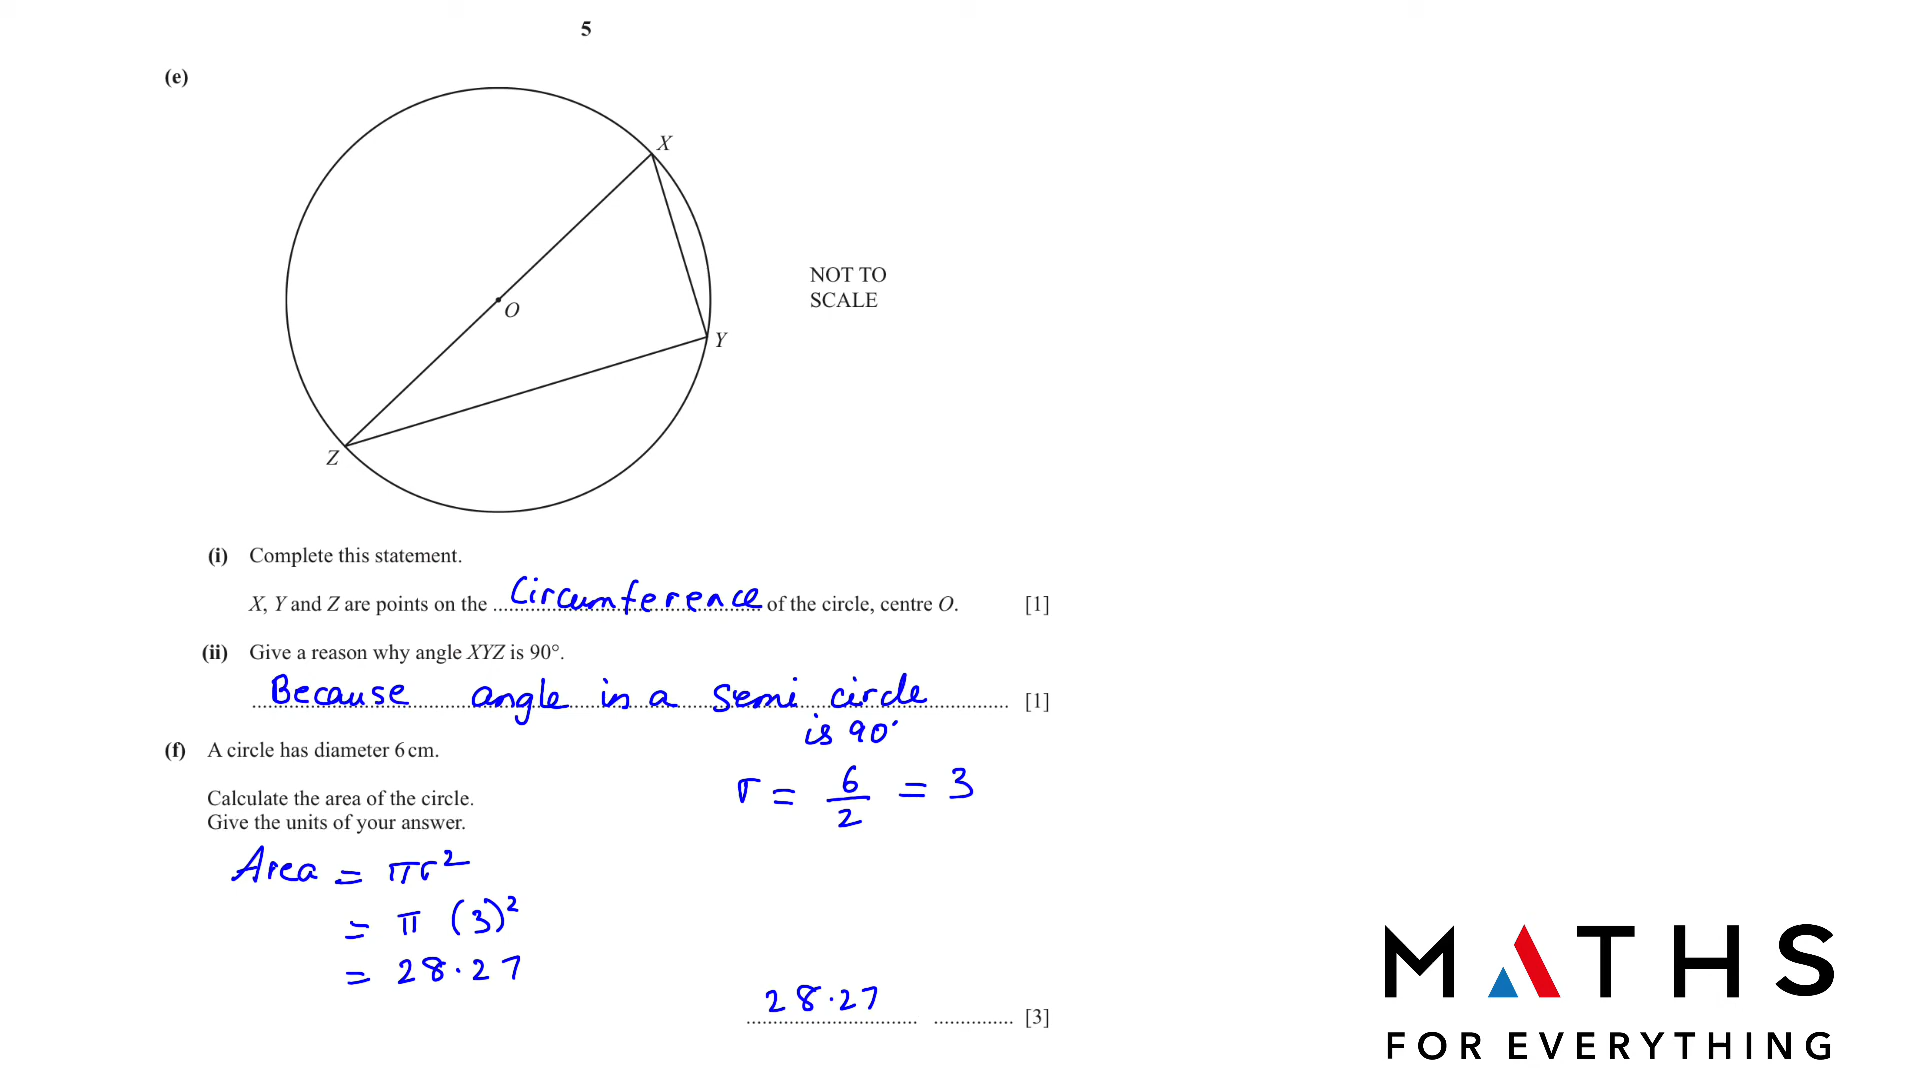 5
(e)
X
O
Y
Z
NOT TO
SCALE
(i) Complete this statement.
X, Y and Z are points on the ..... Circumference ..... of the circle, centre O. [1]
(ii) Give a reason why angle XYZ is 90°.
Because angle in a semi circle [1]
is 90°
(f) A circle has diameter 6 cm.
r = 6/2 = 3
Calculate the area of the circle.
Give the units of your answer.
Area = πr²
= π (3)²
= 28.27
28.27 ..... [3]
MATHS
FOR EVERYTHING